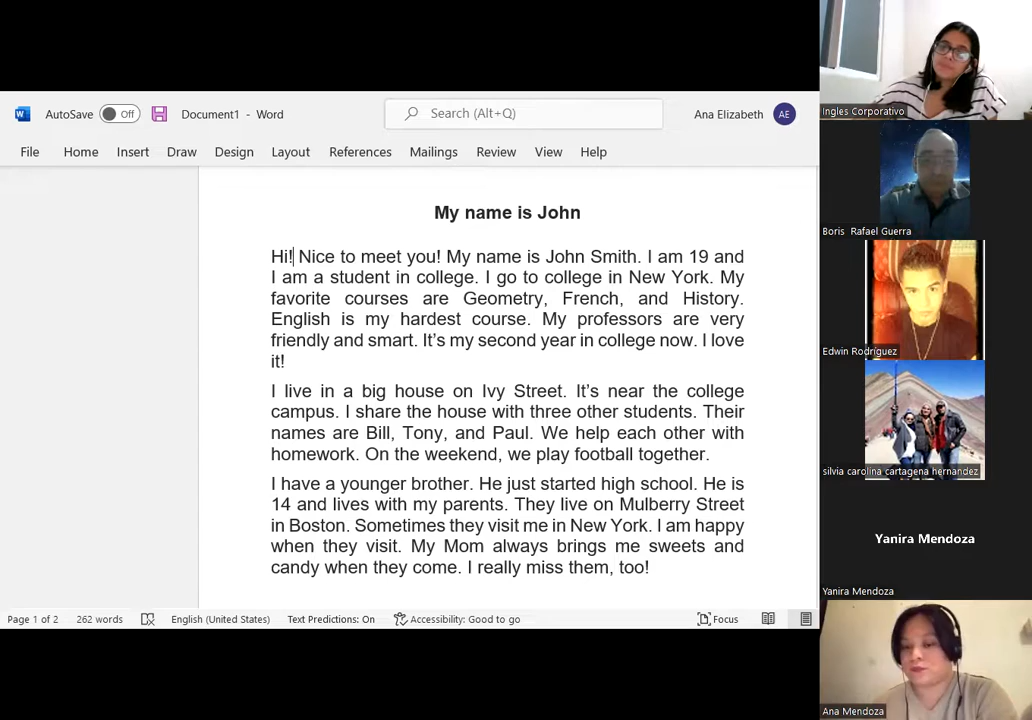 AutoSave Off Document1 - Word Search (Alt+Q) Ana Elizabeth AE
File Home Insert Draw Design Layout References Mailings Review View Help
My name is John
Hi! Nice to meet you! My name is John Smith. I am 19 and
I am a student in college. I go to college in New York. My
favorite courses are Geometry, French, and History.
English is my hardest course. My professors are very
friendly and smart. It’s my second year in college now. I love
it!
I live in a big house on Ivy Street. It’s near the college
campus. I share the house with three other students. Their
names are Bill, Tony, and Paul. We help each other with
homework. On the weekend, we play football together.
I have a younger brother. He just started high school. He is
14 and lives with my parents. They live on Mulberry Street
in Boston. Sometimes they visit me in New York. I am happy
when they visit. My Mom always brings me sweets and
candy when they come. I really miss them, too!
Page 1 of 2 262 words English (United States) Text Predictions: On Accessibility: Good to go Focus
Ingles Corporativo
Boris Rafael Guerra
Edwin Rodríguez
silvia carolina cartagena hernandez
Yanira Mendoza
Yanira Mendoza
Ana Mendoza